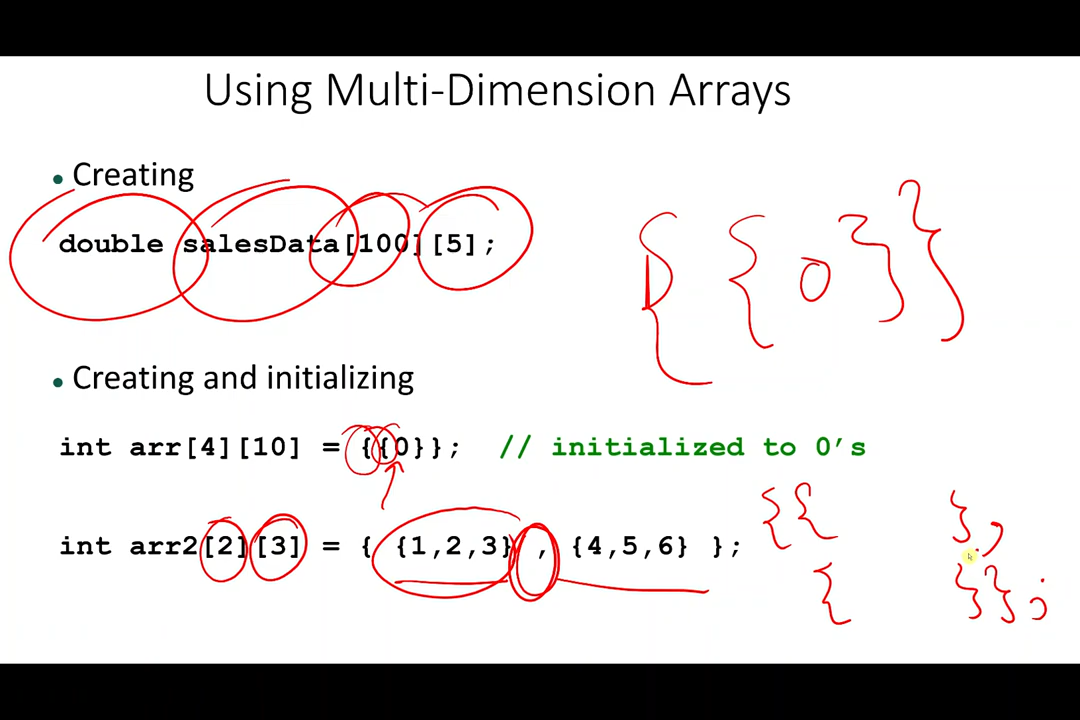 Using Multi-Dimension Arrays
• Creating
double salesData[100][5];
{{0}}
• Creating and initializing
int arr[4][10] = {{0}}; // initialized to 0's
int arr2[2][3] = { {1,2,3} , {4,5,6} };
{{ },
{ }};